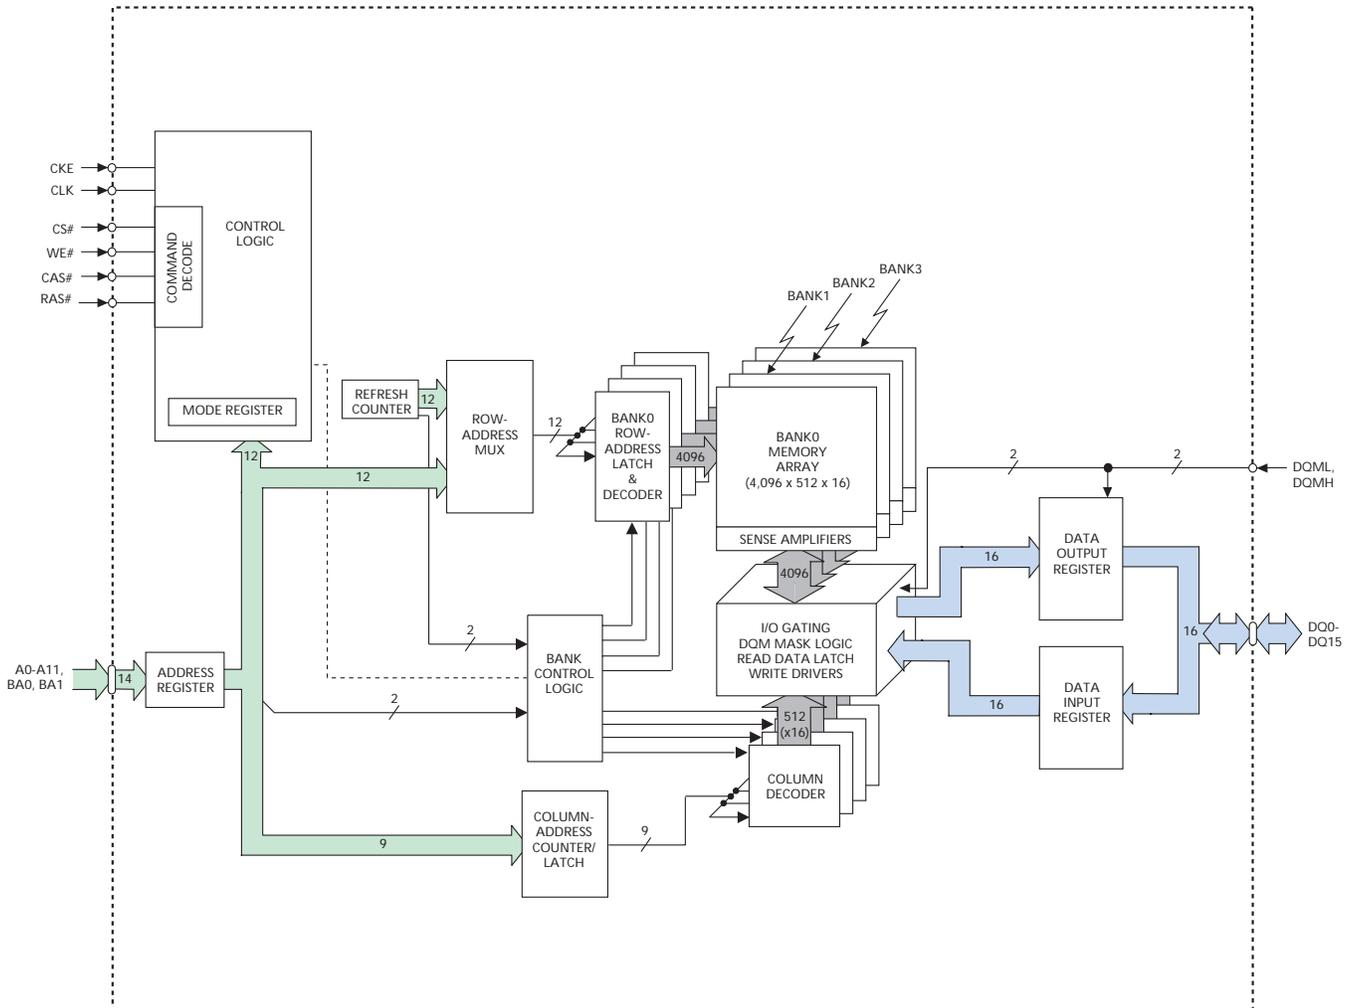 CKE
CLK
CS#
WE#
CAS#
RAS#
COMMAND
DECODE
CONTROL
LOGIC
MODE REGISTER
BANK3
BANK2
BANK1
REFRESH
COUNTER
12
ROW-
ADDRESS
MUX
12
BANK0
ROW-
ADDRESS
LATCH
&
DECODER
4096
BANK0
MEMORY
ARRAY
(4,096 x 512 x 16)
SENSE AMPLIFIERS
12
12
2
2
DQML,
DQMH
4096
DATA
OUTPUT
REGISTER
16
I/O GATING
DQM MASK LOGIC
READ DATA LATCH
WRITE DRIVERS
16
DQ0-
DQ15
DATA
INPUT
REGISTER
16
A0-A11,
BA0, BA1
14
ADDRESS
REGISTER
2
2
BANK
CONTROL
LOGIC
512
(x16)
COLUMN
DECODER
9
COLUMN-
ADDRESS
COUNTER/
LATCH
9